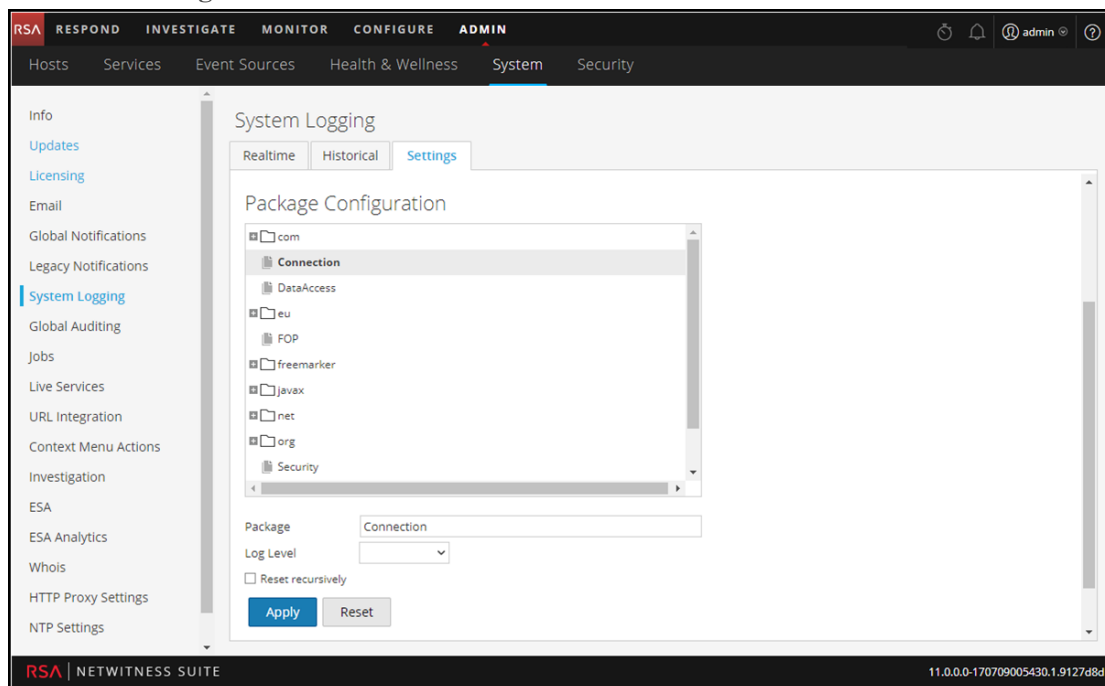 RSA RESPOND INVESTIGATE MONITOR CONFIGURE ADMIN admin ?
Hosts Services Event Sources Health & Wellness System Security
Info
Updates
Licensing
Email
Global Notifications
Legacy Notifications
System Logging
Global Auditing
Jobs
Live Services
URL Integration
Context Menu Actions
Investigation
ESA
ESA Analytics
Whois
HTTP Proxy Settings
NTP Settings
System Logging
Realtime Historical Settings
Package Configuration
com
Connection
DataAccess
eu
FOP
freemarker
javax
net
org
Security
Package Connection
Log Level
Reset recursively
Apply Reset
RSA | NETWITNESS SUITE 11.0.0.0-170709005430.1.9127d8d